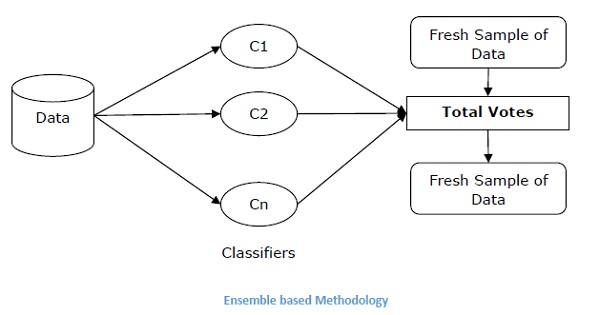 Data
C1
C2
Cn
Classifiers
Fresh Sample of
Data
Total Votes
Fresh Sample of
Data
Ensemble based Methodology